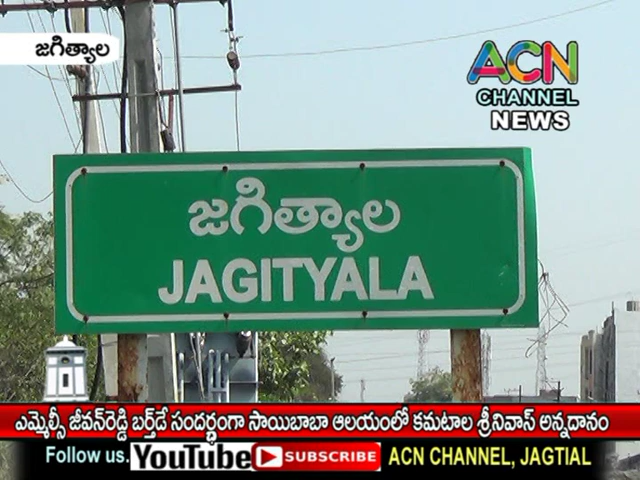 జగిత్యాల
ACN
CHANNEL
NEWS
జగిత్యాల
JAGITYALA
ఎమ్మెల్సీ జీవన్‌రెడ్డి బర్త్‌డే సందర్భంగా సాయిబాబా ఆలయంలో కమటాల శ్రీనివాస్ అన్నదానం
Follow us. YouTube SUBSCRIBE ACN CHANNEL, JAGTIAL